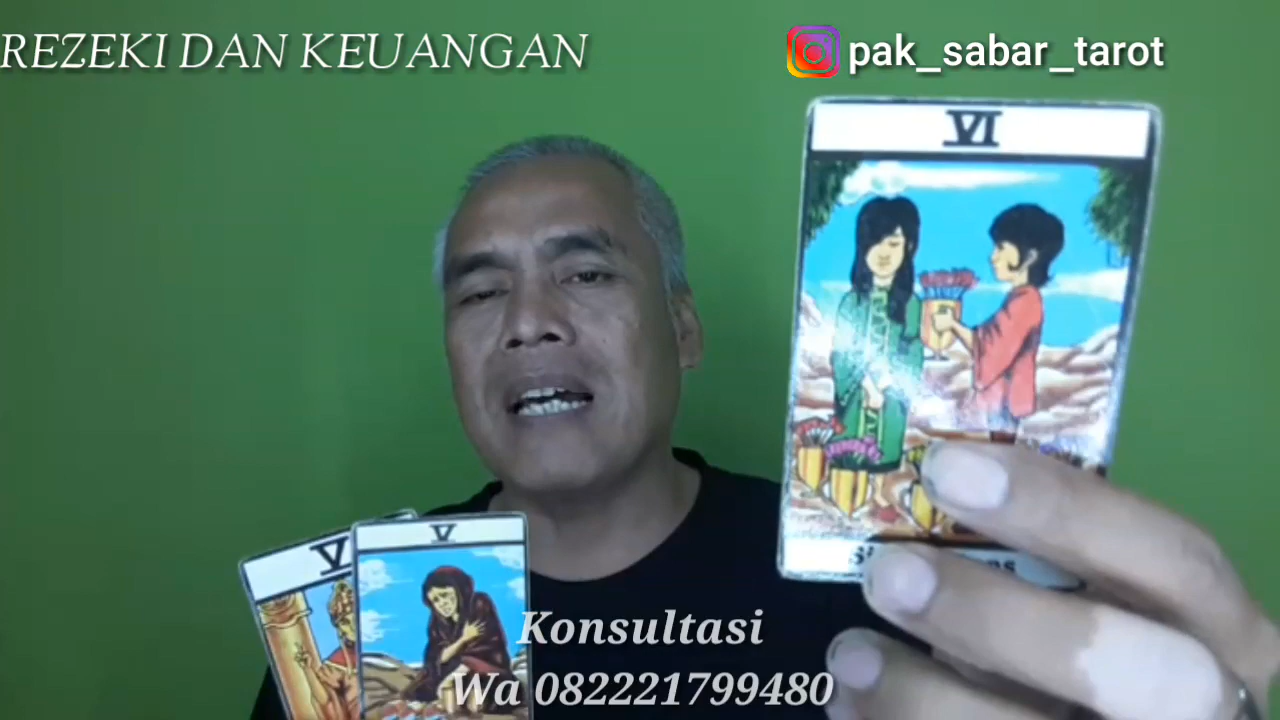 REZEKI DAN KEUANGAN
pak_sabar_tarot
VI
V
V
Konsultasi
Wa 082221799480